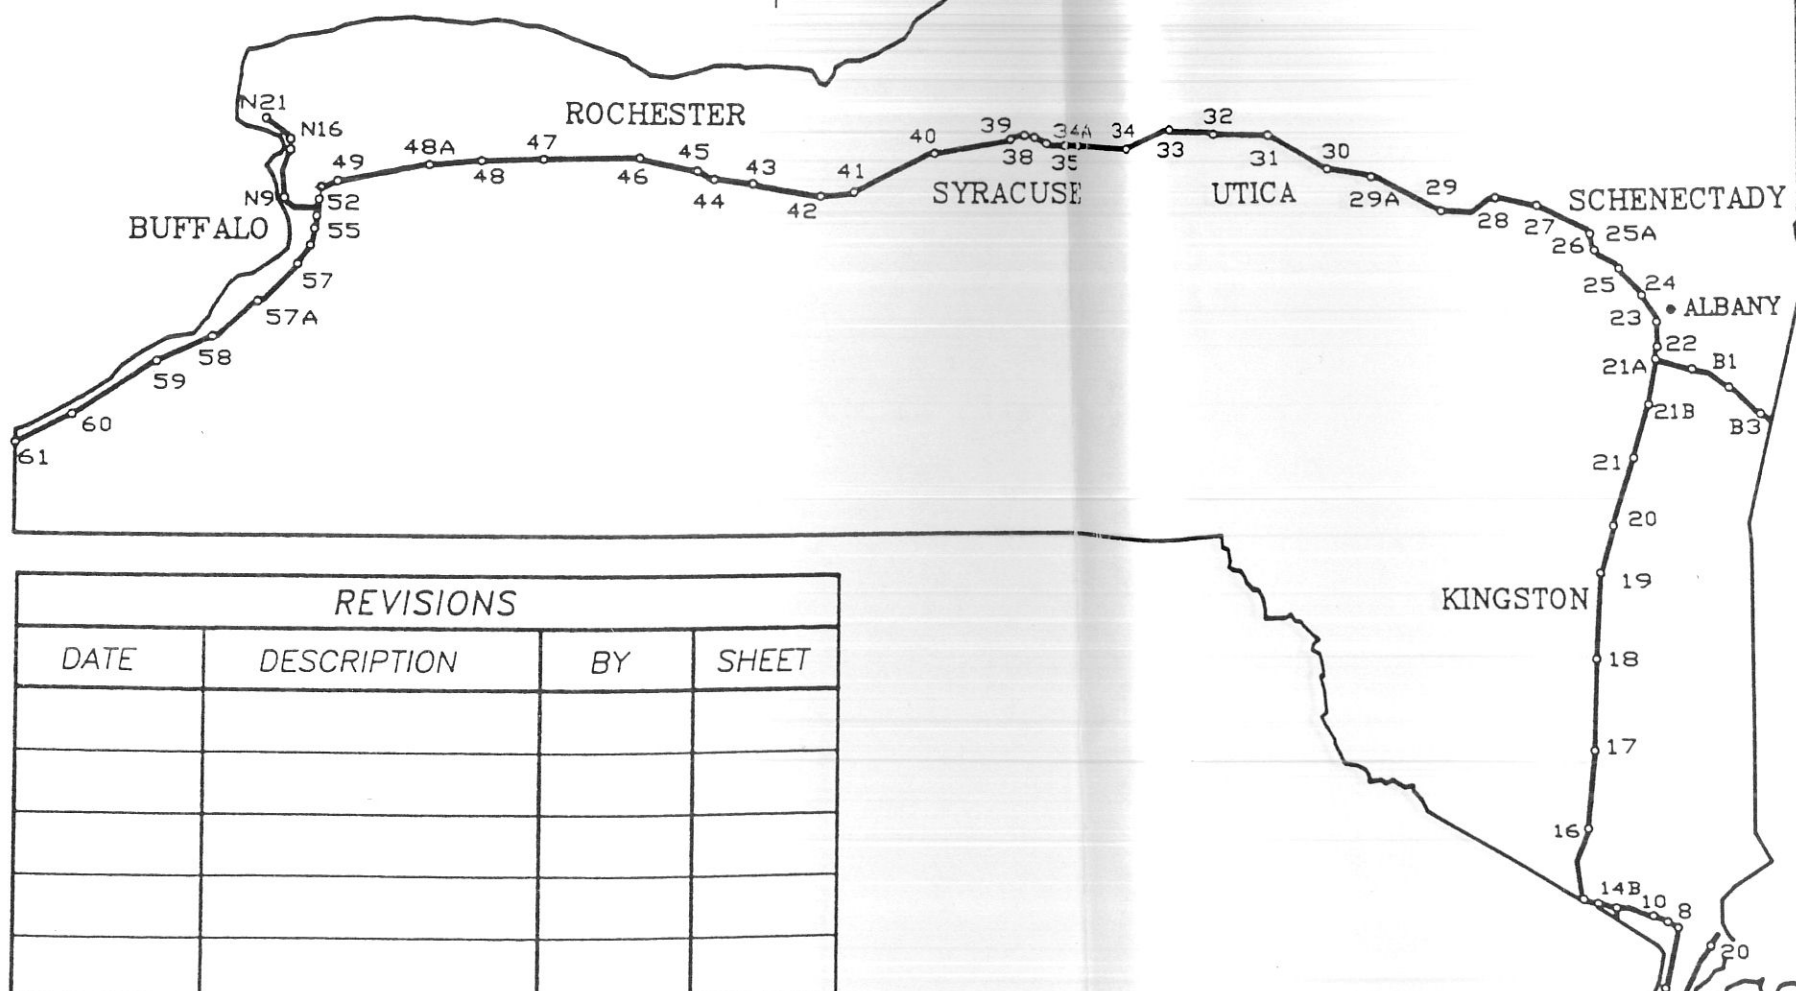 N21
N16
N9
BUFFALO
49
52
55
57
57A
58
59
60
61
ROCHESTER
48A
48
47
46
45
44
43
42
41
40
39
38
SYRACUSE
34A
35
34
33
32
31
UTICA
30
29A
29
28
27
SCHENECTADY
26
25A
25
24
23
ALBANY
22
21A
B1
21B
B3
21
20
19
KINGSTON
18
17
16
14B
10
8
20
REVISIONS
DATE DESCRIPTION BY SHEET